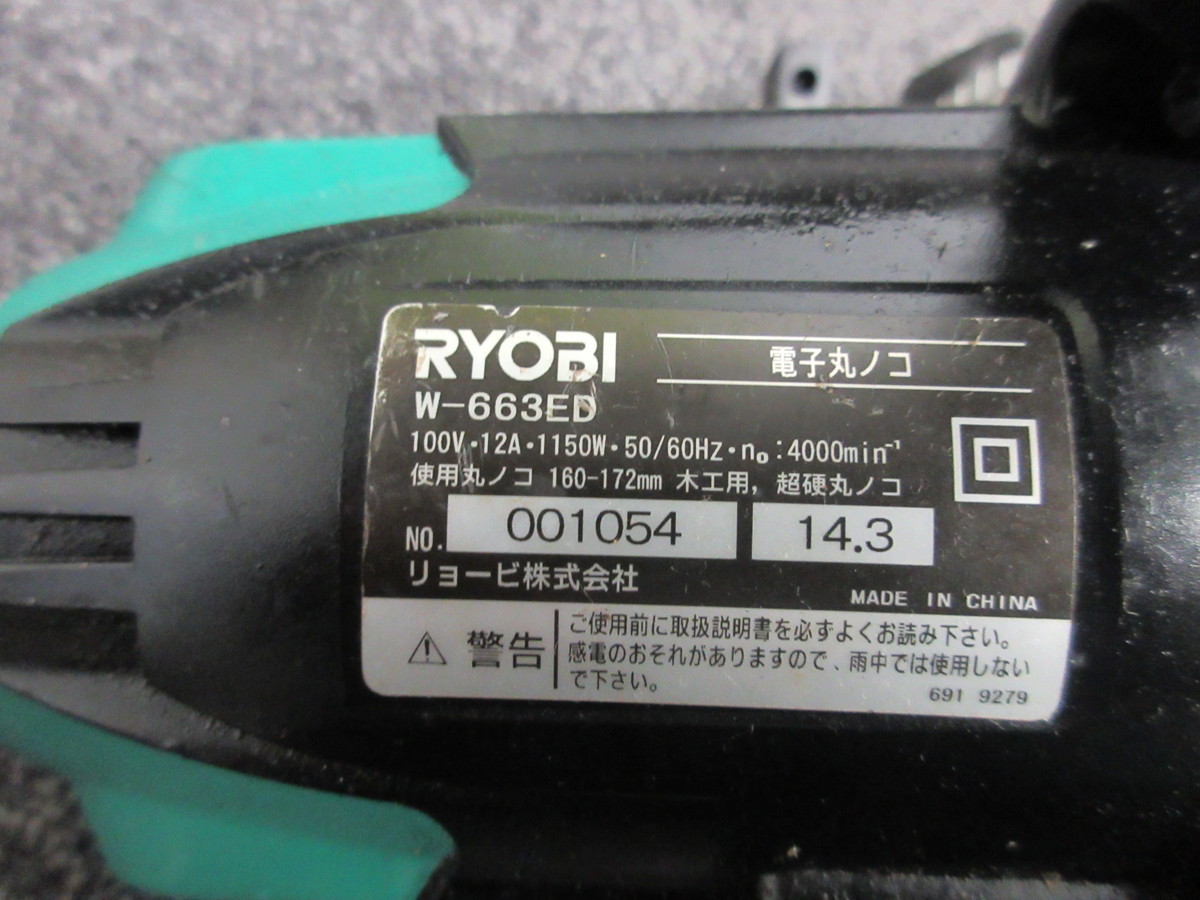 RYOBI
電子丸ノコ
W-663ED
100V・12A・1150W・50/60Hz・n₀:4000min⁻¹
使用丸ノコ 160-172mm 木工用, 超硬丸ノコ
NO. 001054 14.3
リョービ株式会社
MADE IN CHINA
⚠ 警告
ご使用前に取扱説明書を必ずよくお読み下さい。
感電のおそれがありますので、雨中では使用しない
で下さい。
691 9279